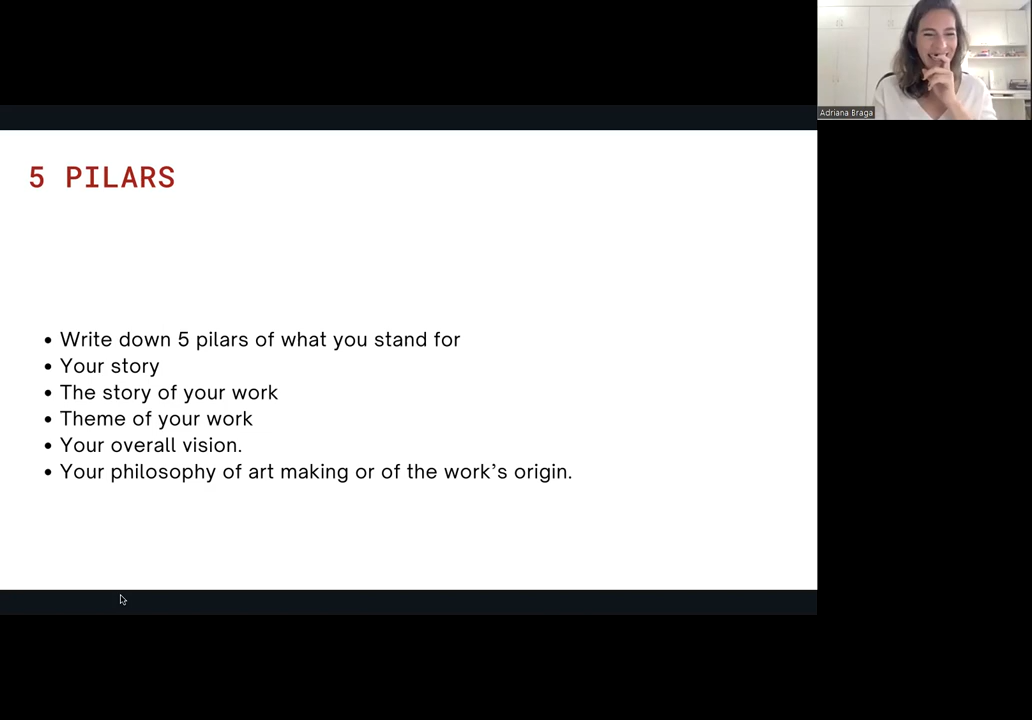 5 PILARS
• Write down 5 pilars of what you stand for
• Your story
• The story of your work
• Theme of your work
• Your overall vision.
• Your philosophy of art making or of the work’s origin.
Adriana Braga